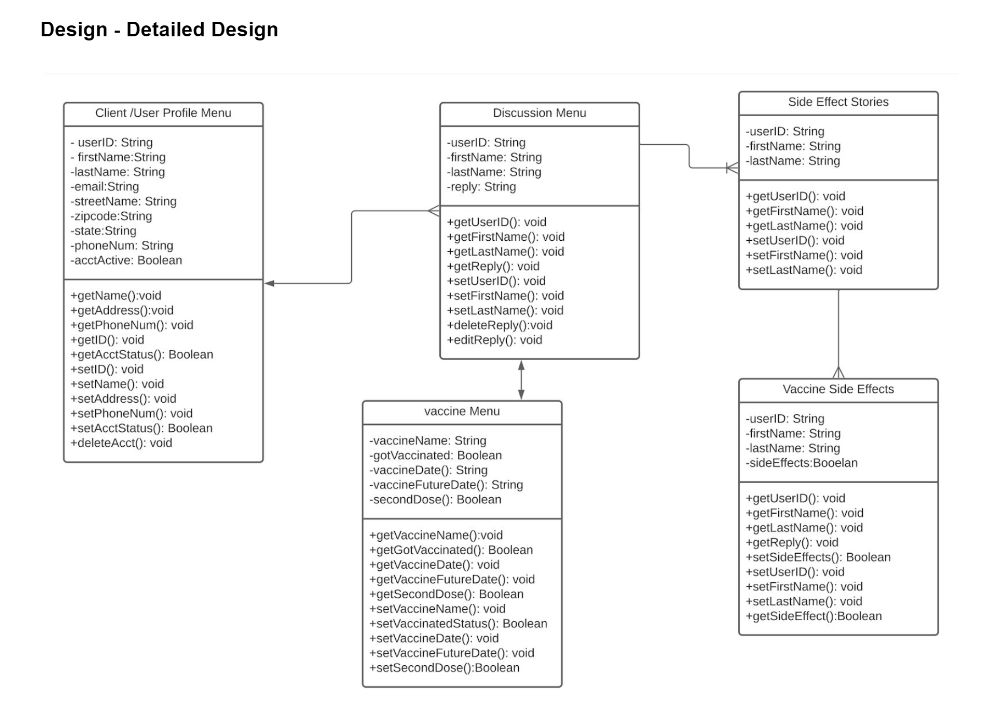 Design - Detailed Design
Client /User Profile Menu
- userID: String
- firstName:String
-lastName: String
-email:String
-streetName: String
-zipcode:String
-state:String
-phoneNum: String
-acctActive: Boolean
+getName():void
+getAddress():void
+getPhoneNum(): void
+getID(): void
+getAcctStatus(): Boolean
+setID(): void
+setName(): void
+setAddress(): void
+setPhoneNum(): void
+setAcctStatus(): Boolean
+deleteAcct(): void
Discussion Menu
-userID: String
-firstName: String
-lastName: String
-reply: String
+getUserID(): void
+getFirstName(): void
+getLastName(): void
+getReply(): void
+setUserID(): void
+setFirstName(): void
+setLastName(): void
+deleteReply():void
+editReply(): void
vaccine Menu
-vaccineName: String
-gotVaccinated: Boolean
-vaccineDate(): String
-vaccineFutureDate(): String
-secondDose(): Boolean
+getVaccineName():void
+getGotVaccinated(): Boolean
+getVaccineDate(): void
+getVaccineFutureDate(): void
+getSecondDose(): Boolean
+setVaccineName(): void
+setVaccinatedStatus(): Boolean
+setVaccineDate(): void
+setVaccineFutureDate(): void
+setSecondDose():Boolean
Side Effect Stories
-userID: String
-firstName: String
-lastName: String
+getUserID(): void
+getFirstName(): void
+getLastName(): void
+setUserID(): void
+setFirstName(): void
+setLastName(): void
Vaccine Side Effects
-userID: String
-firstName: String
-lastName: String
-sideEffects:Booelan
+getUserID(): void
+getFirstName(): void
+getLastName(): void
+getReply(): void
+setSideEffects(): Boolean
+setUserID(): void
+setFirstName(): void
+setLastName(): void
+getSideEffect():Boolean